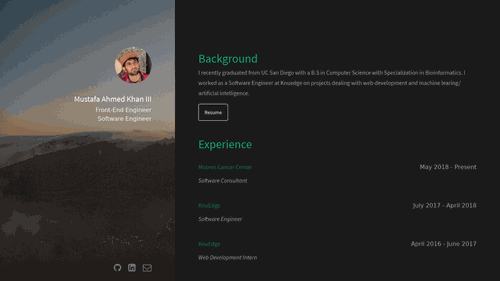 Mustafa Ahmed Khan III
Front-End Engineer
Software Engineer
Background
I recently graduated from UC San Diego with a B.S in Computer Science with Specialization in Bioinformatics. I
worked as a Software Engineer at Knoedge on projects dealing with web development and machine learing/
artificial intelligence.
Resume
Experience
Moores Cancer Center
May 2018 - Present
Software Consultant
July 2017 - April 2018
Software Engineer
April 2016 - June 2017
Web Development Intern